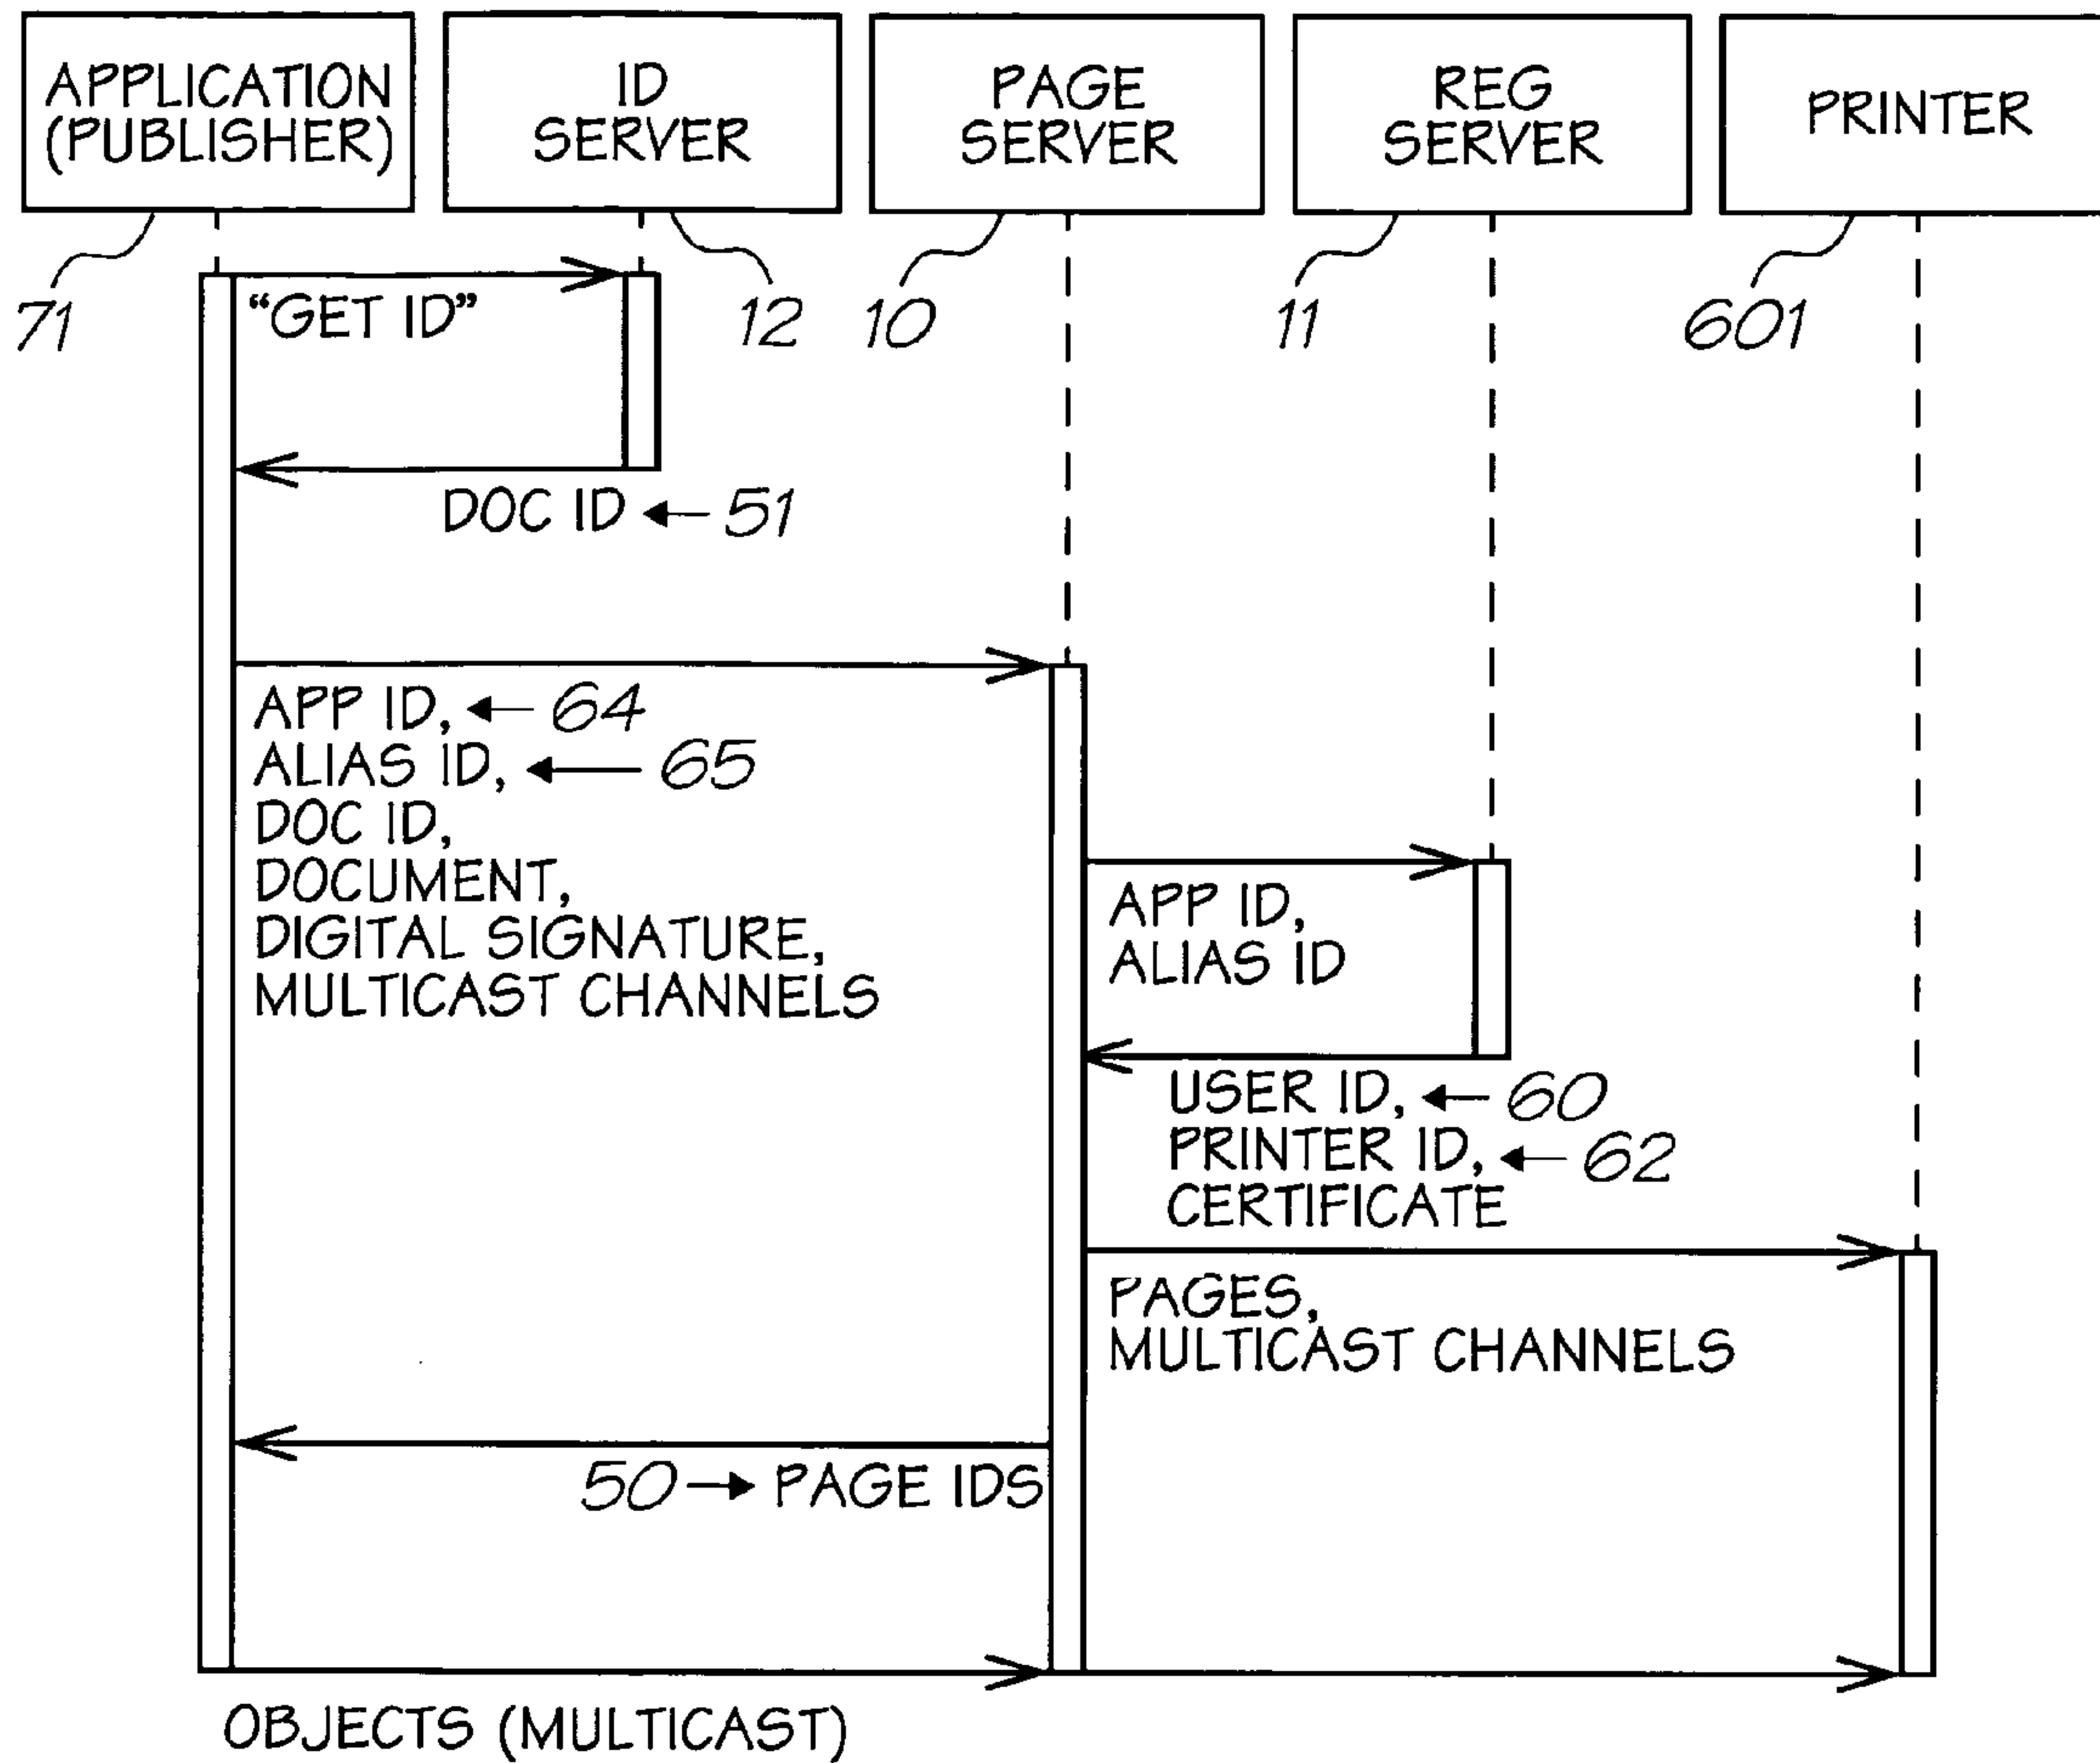 APPLICATION
(PUBLISHER)
ID
SERVER
PAGE
SERVER
REG
SERVER
PRINTER
71
12
10
11
601
“GET ID”
DOC ID
51
APP ID,
64
ALIAS ID,
65
DOC ID,
DOCUMENT,
DIGITAL SIGNATURE,
MULTICAST CHANNELS
APP ID,
ALIAS ID
USER ID,
60
PRINTER ID,
62
CERTIFICATE
PAGES,
MULTICAST CHANNELS
50
PAGE IDS
OBJECTS (MULTICAST)